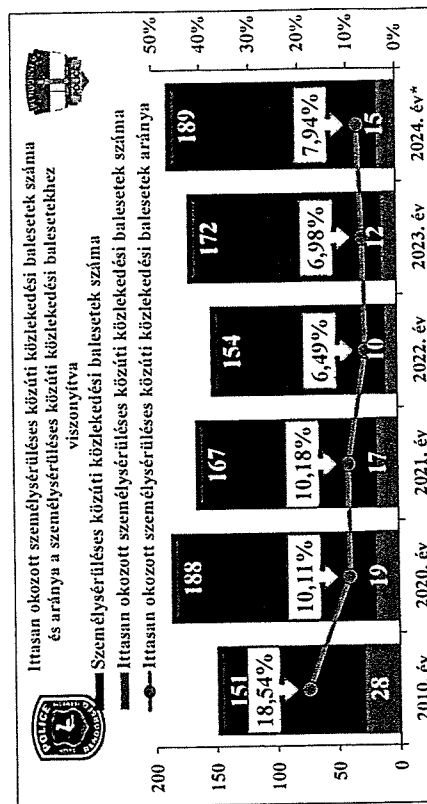 Ittasan okozott személysérüléses közúti közlekedési balesetek száma
és aránya a személysérüléses közúti közlekedési balesetekhez
viszonyítva
Személysérüléses közúti közlekedési balesetek száma
Ittasan okozott személysérüléses közúti közlekedési balesetek száma
Ittasan okozott személysérüléses közúti közlekedési balesetek aránya
POLICE
POLICE
200
150
100
50
0
50%
40%
30%
20%
10%
0%
151
188
167
154
172
189
18,54%
10,11%
10,18%
6,49%
6,98%
7,94%
28
19
17
10
12
15
2019. év
2020. év
2021. év
2022. év
2023. év
2024. év*